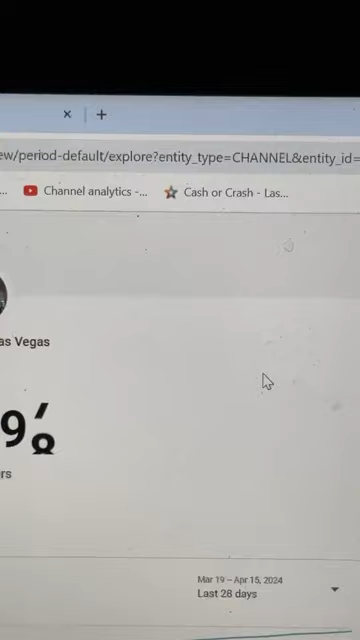 ew/period-default/explore?entity_type=CHANNEL&entity_id=
... Channel analytics -... Cash or Crash - Las...
as Vegas
9
rs
Mar 19 – Apr 15, 2024
Last 28 days